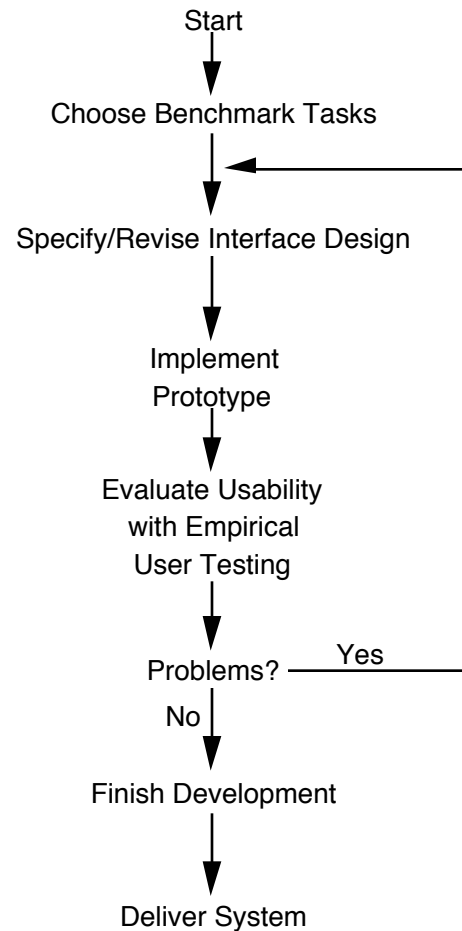 Start
Choose Benchmark Tasks
Specify/Revise Interface Design
Implement
Prototype
Evaluate Usability
with Empirical
User Testing
Problems?
Yes
No
Finish Development
Deliver System